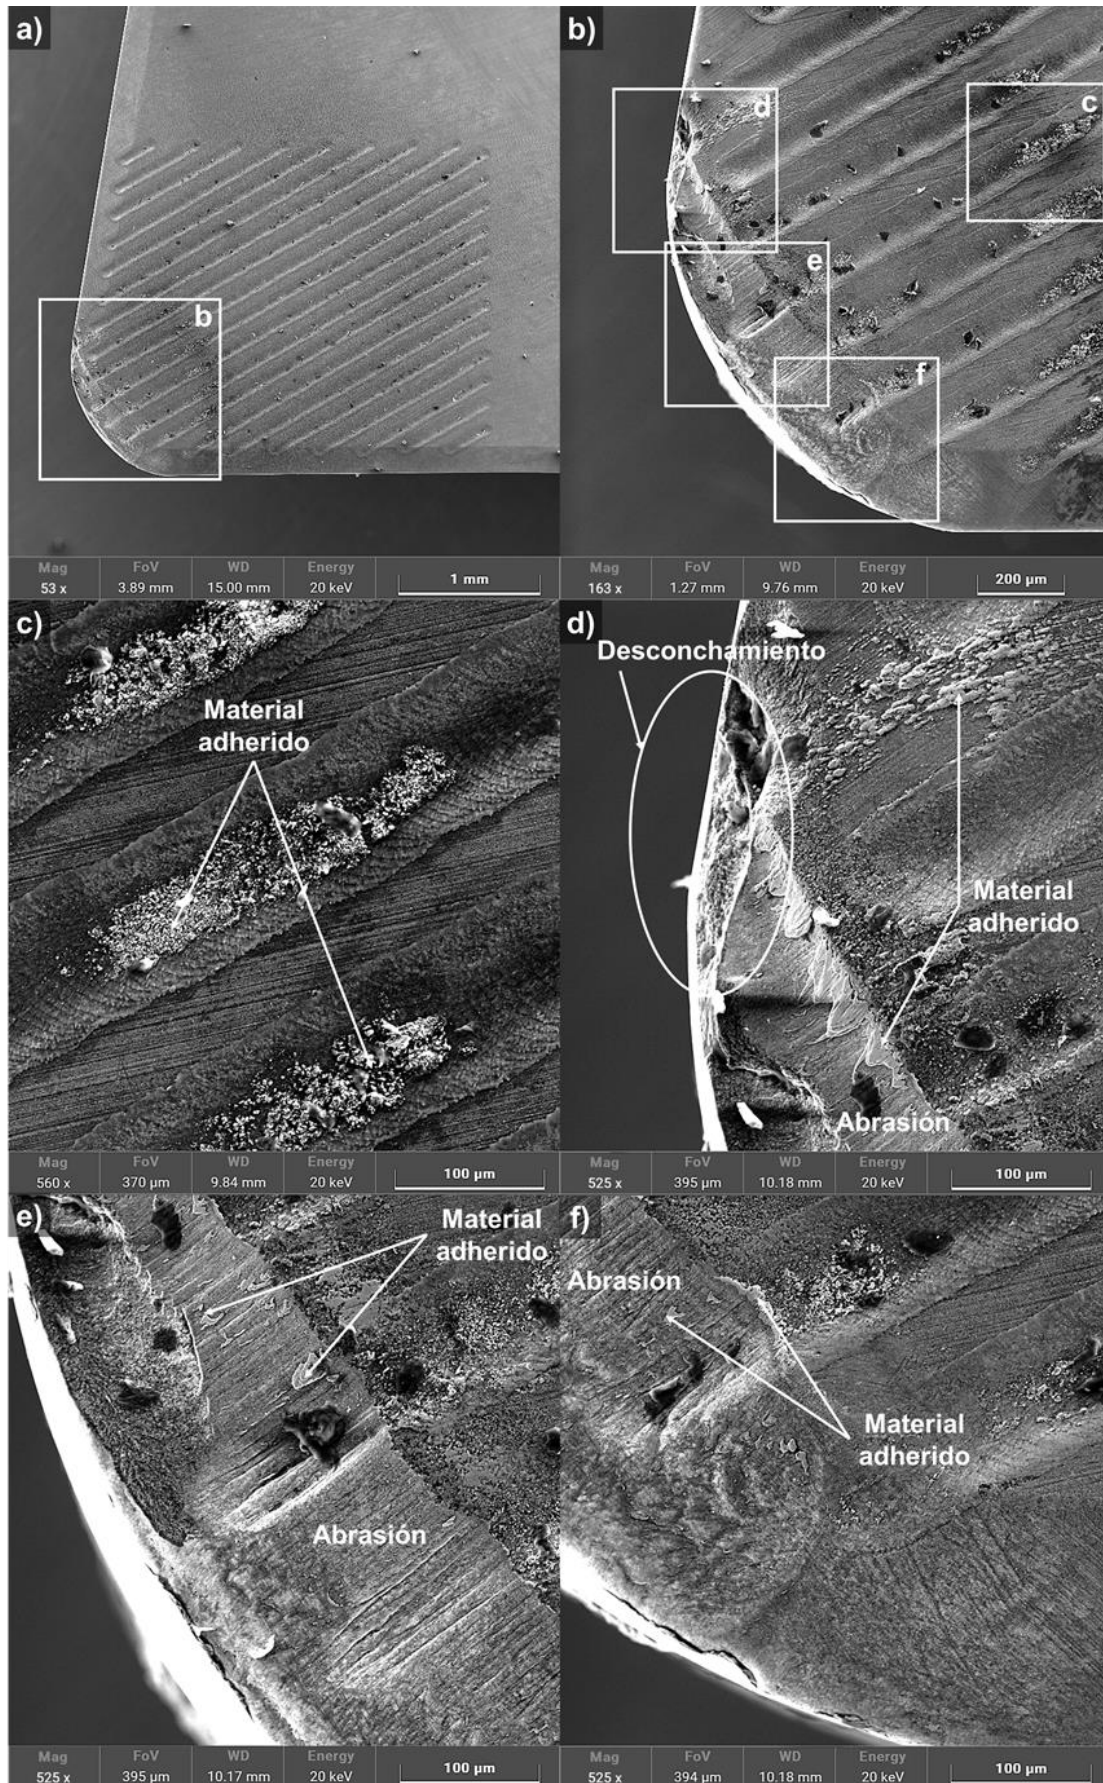 a)
b
Mag FoV WD Energy
53 x 3.89 mm 15.00 mm 20 keV 1 mm
b)
d
c
e
f
Mag FoV WD Energy
163 x 1.27 mm 9.76 mm 20 keV 200 µm
c)
Material
adherido
Mag FoV WD Energy
560 x 370 µm 9.84 mm 20 keV 100 µm
d)
Desconchamiento
Material
adherido
Abrasión
Mag FoV WD Energy
525 x 395 µm 10.18 mm 20 keV 100 µm
e)
Material
adherido
Abrasión
Mag FoV WD Energy
525 x 395 µm 10.17 mm 20 keV 100 µm
f)
Abrasión
Material
adherido
Mag FoV WD Energy
525 x 394 µm 10.18 mm 20 keV 100 µm